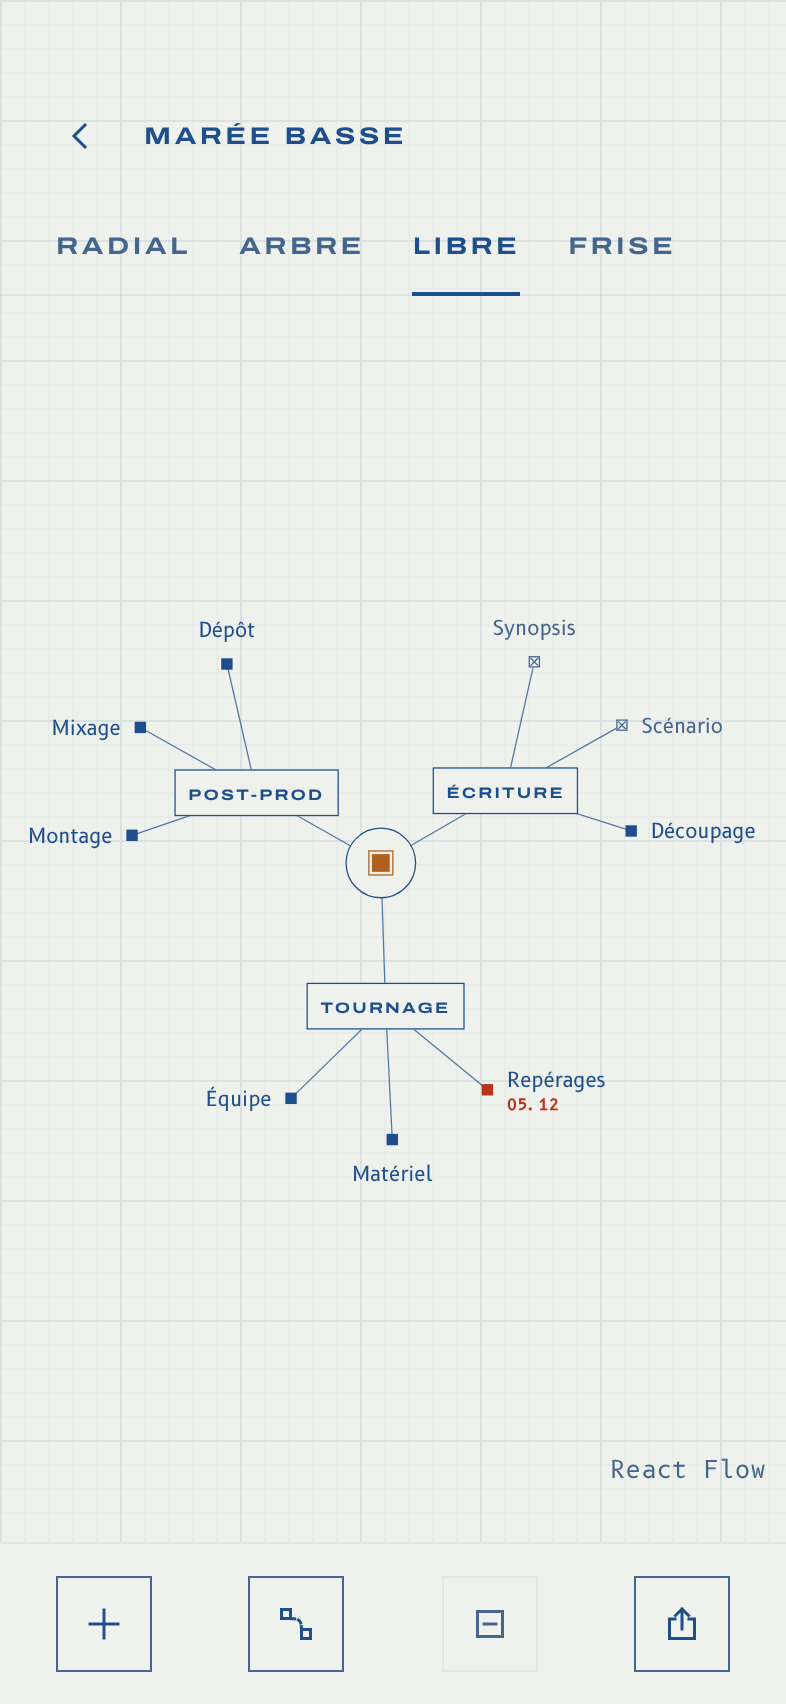 MARÉE BASSE
RADIAL ARBRE LIBRE FRISE
Dépôt
Synopsis
Mixage
Scénario
POST-PROD
ÉCRITURE
Montage
Découpage
TOURNAGE
Équipe
Repérages
05. 12
Matériel
React Flow